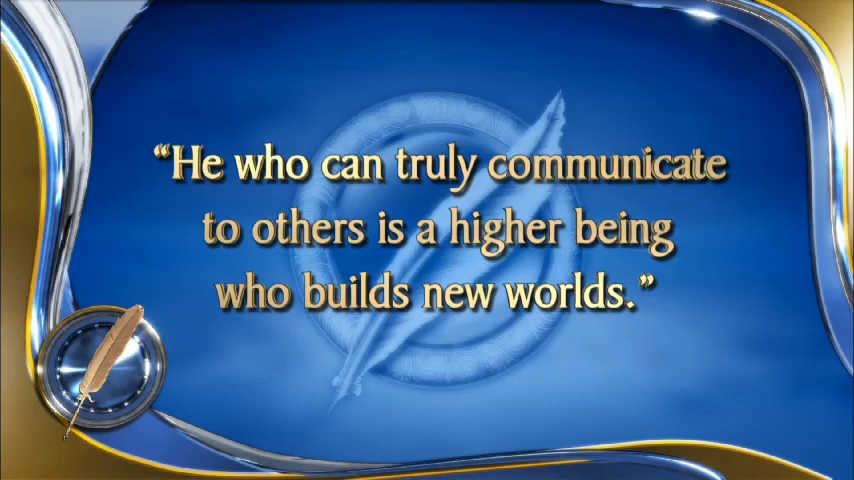 “He who can truly communicate
to others is a higher being
who builds new worlds.”